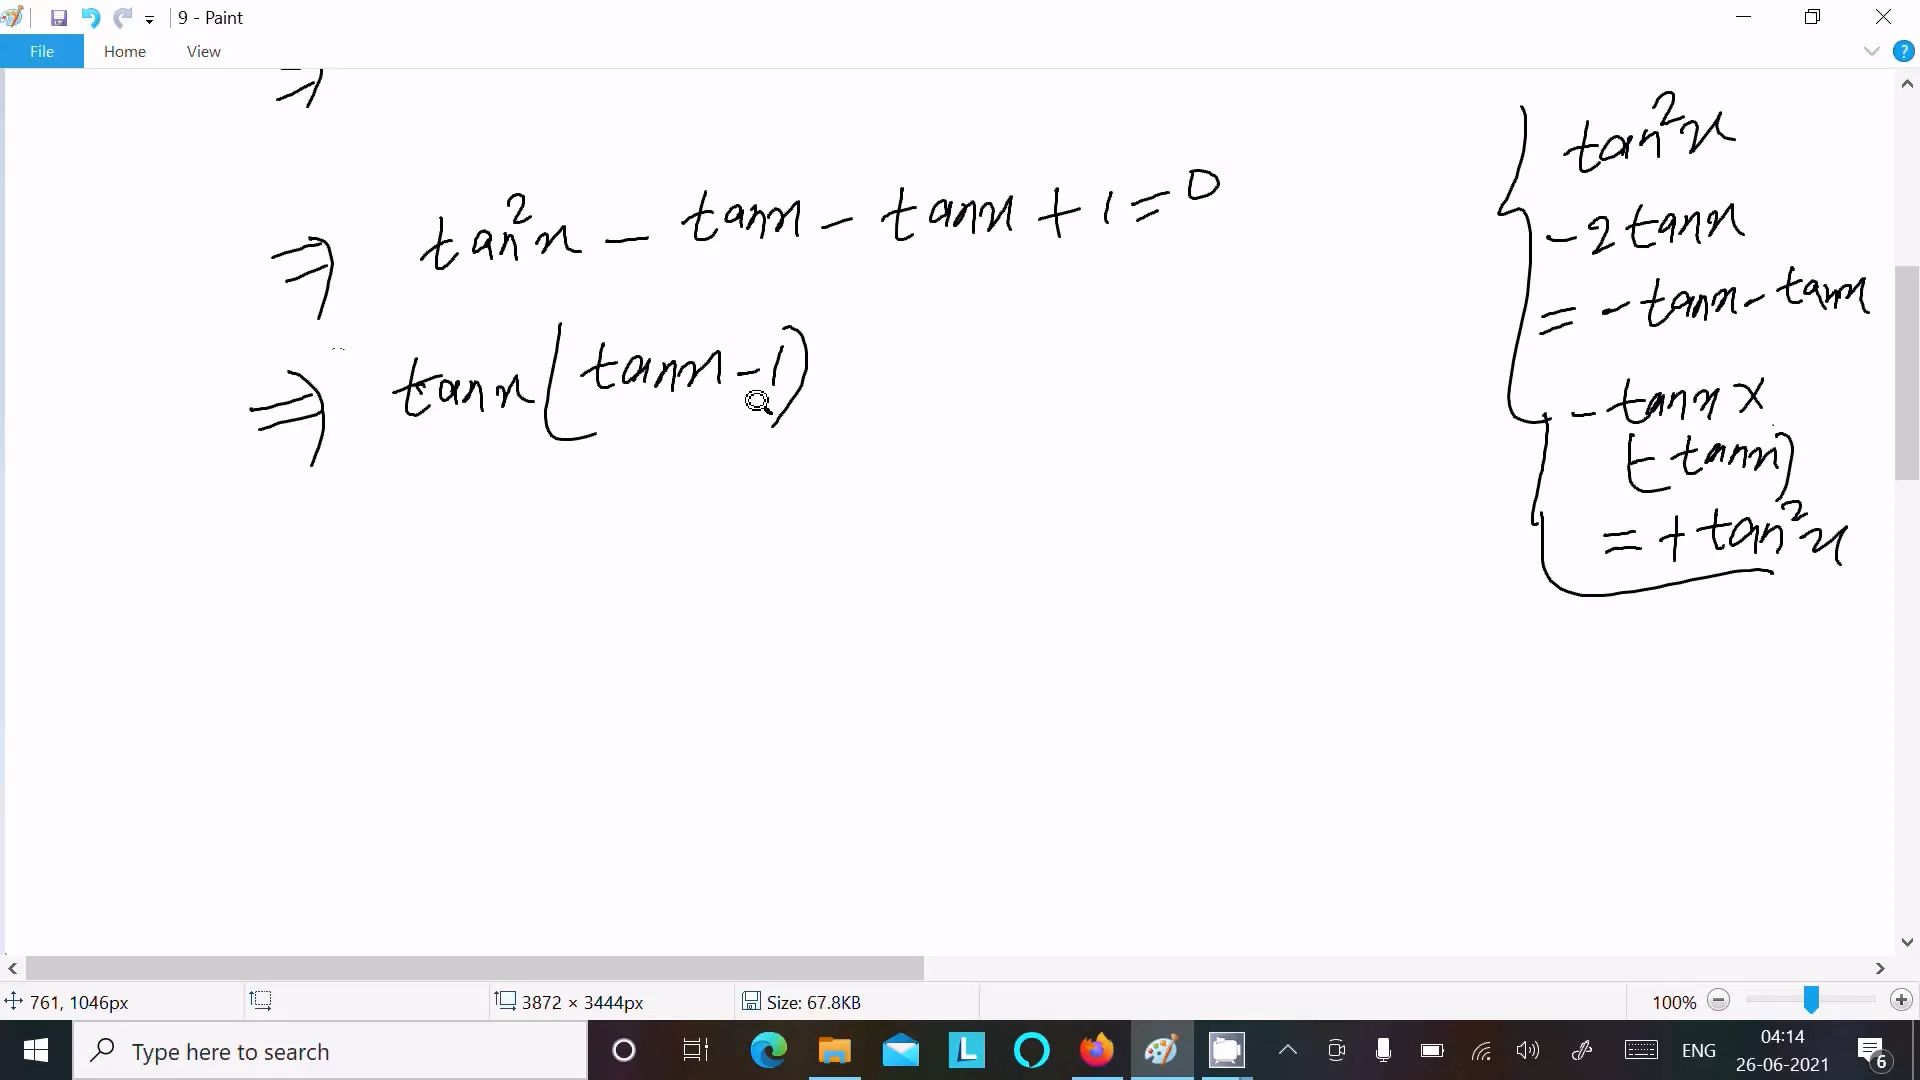 9 - Paint
File Home View
⇒
⇒ tan²x - tanx - tanx + 1 = 0
⇒ tanx (tanx - 1)
tan²x
- 2 tanx
= - tanx - tanx
- tanx ×
(- tanx)
= + tan²x
761, 1046px 3872 × 3444px Size: 67.8KB 100%
Type here to search L ENG 04:14
26-06-2021 6